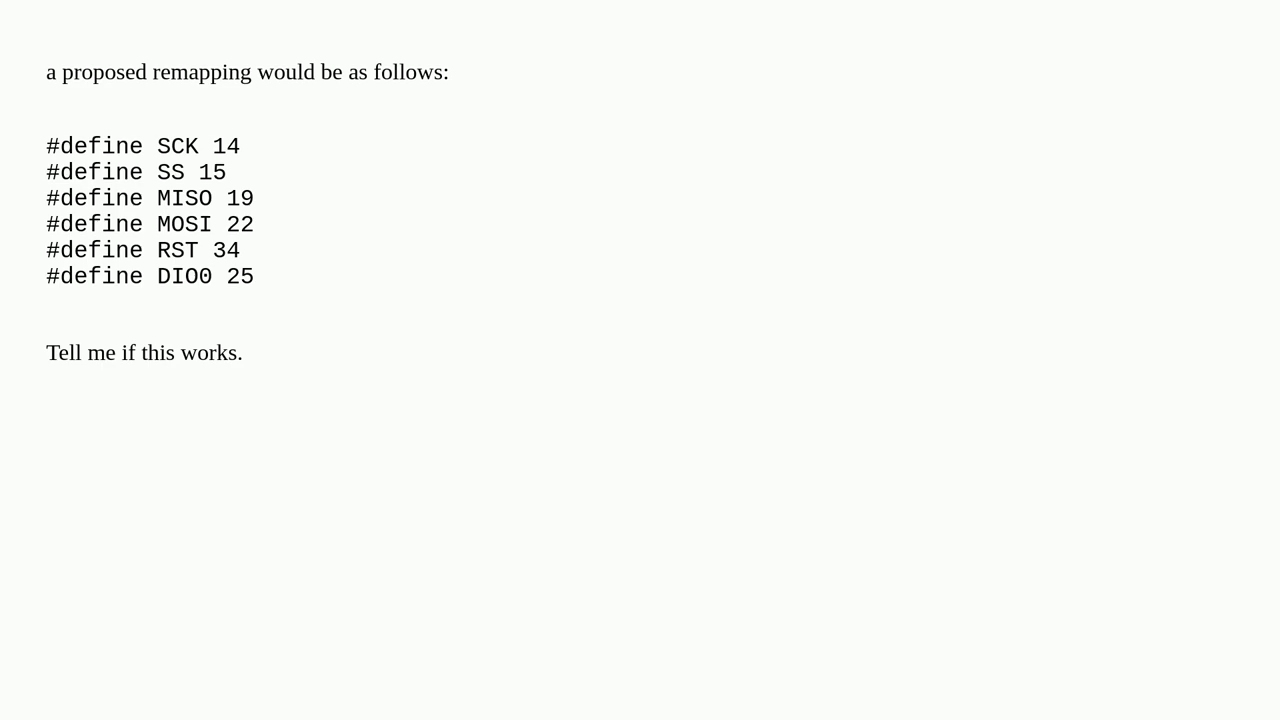 a proposed remapping would be as follows:
#define SCK 14
#define SS 15
#define MISO 19
#define MOSI 22
#define RST 34
#define DIO0 25
Tell me if this works.